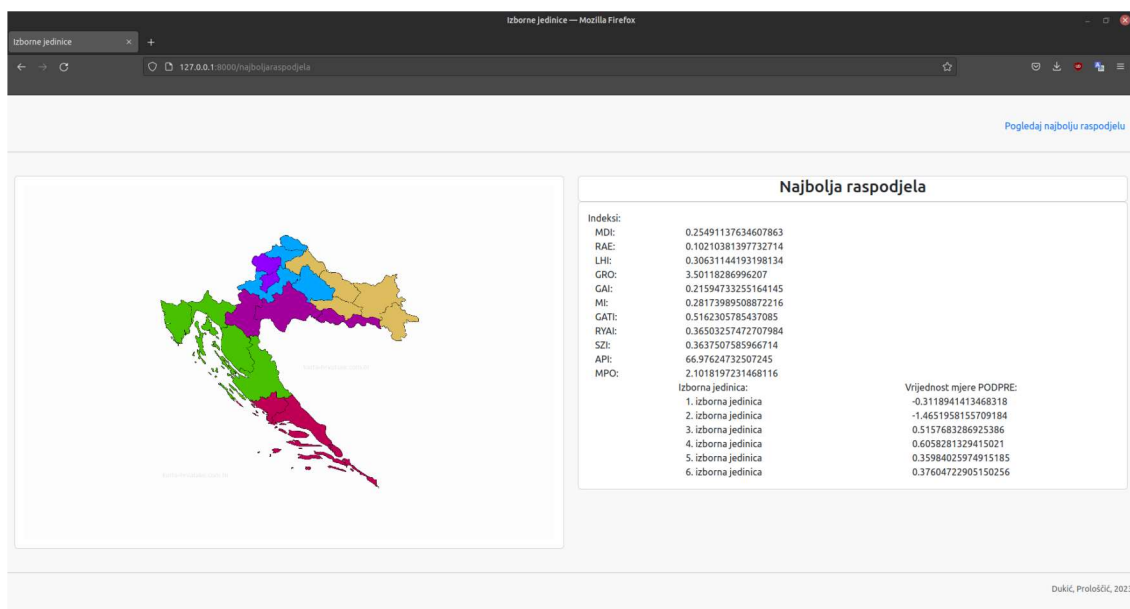 Izborne jedinice — Mozilla Firefox
Izborne jedinice
127.0.0.1:8000/najboljaraspodjela
Pogledaj najbolju raspodjelu
Najbolja raspodjela
Indeksi:
MDI: 0.25491137634607863
RAE: 0.10210381397732714
LHI: 0.30631144193198134
GRO: 3.50118286996207
GAI: 0.21594733255164145
MI: 0.28173989508872216
GATI: 0.5162305785437085
RYAI: 0.36503257472707984
SZI: 0.3637507585966714
API: 66.97624732507245
MPO: 2.1018197231468116
Izborna jedinica: Vrijednost mjere PODPRE:
1. izborna jedinica -0.3118941413468318
2. izborna jedinica -1.4651958155709184
3. izborna jedinica 0.5157683286925386
4. izborna jedinica 0.6058281329415021
5. izborna jedinica 0.35984025974915185
6. izborna jedinica 0.37604722905150256
Dukić, Prološčić, 2023